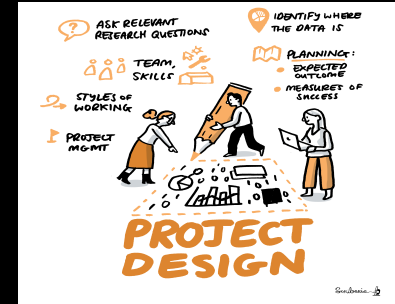 ASK RELEVANT
RESEARCH QUESTIONS
TEAM,
SKILLS
STYLES OF
WORKING
PROJECT
MGMT
IDENTIFY WHERE
THE DATA IS
PLANNING:
EXPECTED
OUTCOME
MEASURES OF
SUCCESS
PROJECT
DESIGN
Scriberia